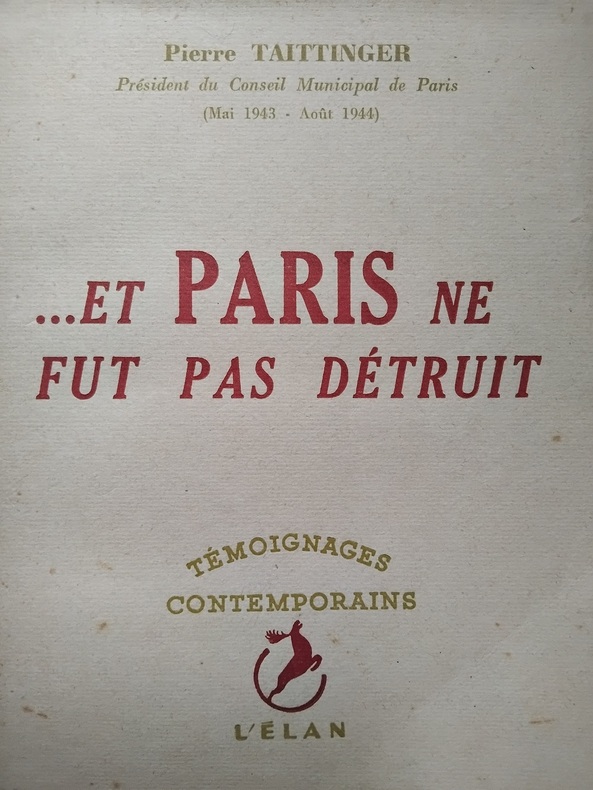 Pierre TAITTINGER
Président du Conseil Municipal de Paris
(Mai 1943 - Août 1944)
...ET PARIS NE
FUT PAS DÉTRUIT
TÉMOIGNAGES
CONTEMPORAINS
L'ÉLAN